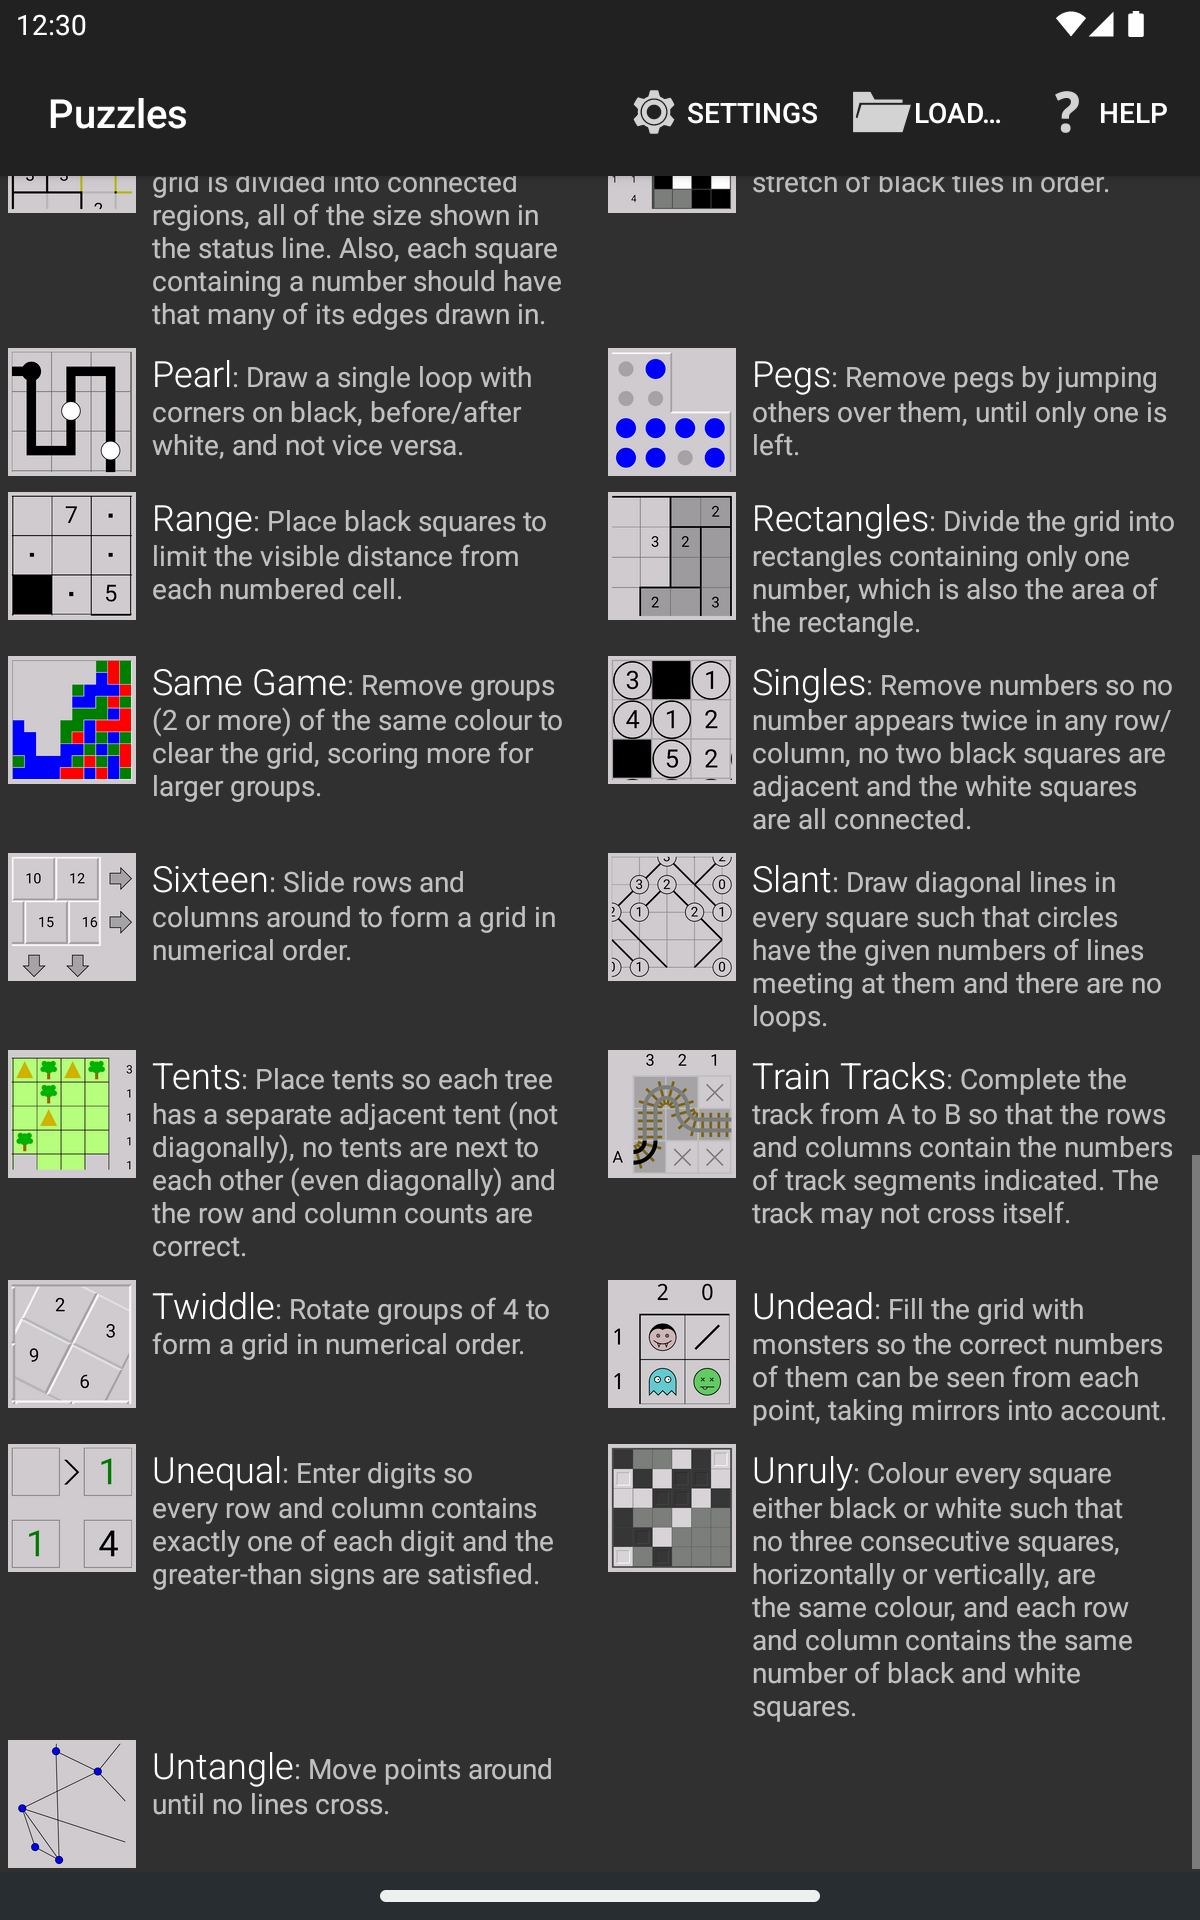 12:30
Puzzles
SETTINGS
LOAD...
HELP
grid is divided into connected
regions, all of the size shown in
the status line. Also, each square
containing a number should have
that many of its edges drawn in.
4
stretch of black tiles in order.
Pearl: Draw a single loop with
corners on black, before/after
white, and not vice versa.
Pegs: Remove pegs by jumping
others over them, until only one is
left.
7
5
Range: Place black squares to
limit the visible distance from
each numbered cell.
2
3 2
2 3
Rectangles: Divide the grid into
rectangles containing only one
number, which is also the area of
the rectangle.
Same Game: Remove groups
(2 or more) of the same colour to
clear the grid, scoring more for
larger groups.
3 1
4 1 2
5 2
Singles: Remove numbers so no
number appears twice in any row/
column, no two black squares are
adjacent and the white squares
are all connected.
10 12
15 16
Sixteen: Slide rows and
columns around to form a grid in
numerical order.
3 2 0
1 2 1
1 0
Slant: Draw diagonal lines in
every square such that circles
have the given numbers of lines
meeting at them and there are no
loops.
3
1
1
1
1
Tents: Place tents so each tree
has a separate adjacent tent (not
diagonally), no tents are next to
each other (even diagonally) and
the row and column counts are
correct.
3 2 1
A
Train Tracks: Complete the
track from A to B so that the rows
and columns contain the numbers
of track segments indicated. The
track may not cross itself.
2
3
9
6
Twiddle: Rotate groups of 4 to
form a grid in numerical order.
2 0
1
1
Undead: Fill the grid with
monsters so the correct numbers
of them can be seen from each
point, taking mirrors into account.
> 1
1 4
Unequal: Enter digits so
every row and column contains
exactly one of each digit and the
greater-than signs are satisfied.
Unruly: Colour every square
either black or white such that
no three consecutive squares,
horizontally or vertically, are
the same colour, and each row
and column contains the same
number of black and white
squares.
Untangle: Move points around
until no lines cross.